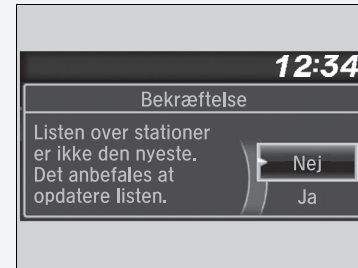 12:34
Bekræftelse
Listen over stationer
er ikke den nyeste.
Det anbefales at
opdatere listen.
Nej
Ja